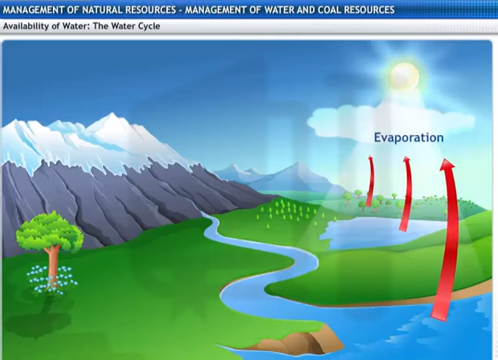 MANAGEMENT OF NATURAL RESOURCES - MANAGEMENT OF WATER AND COAL RESOURCES
Availability of Water: The Water Cycle
Evaporation